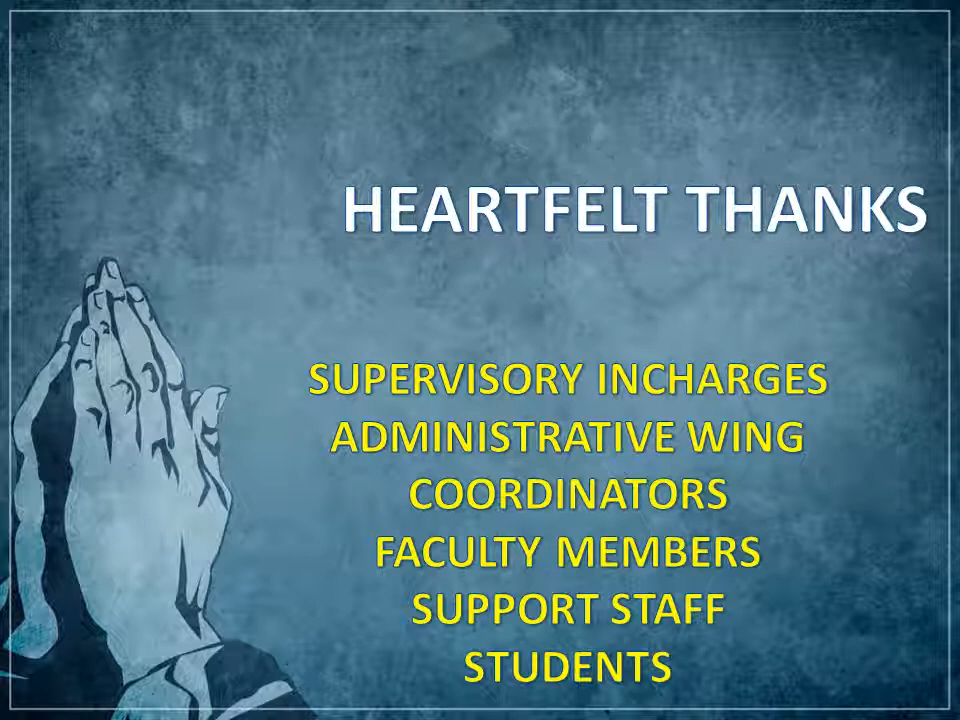 HEARTFELT THANKS
SUPERVISORY INCHARGES
ADMINISTRATIVE WING
COORDINATORS
FACULTY MEMBERS
SUPPORT STAFF
STUDENTS